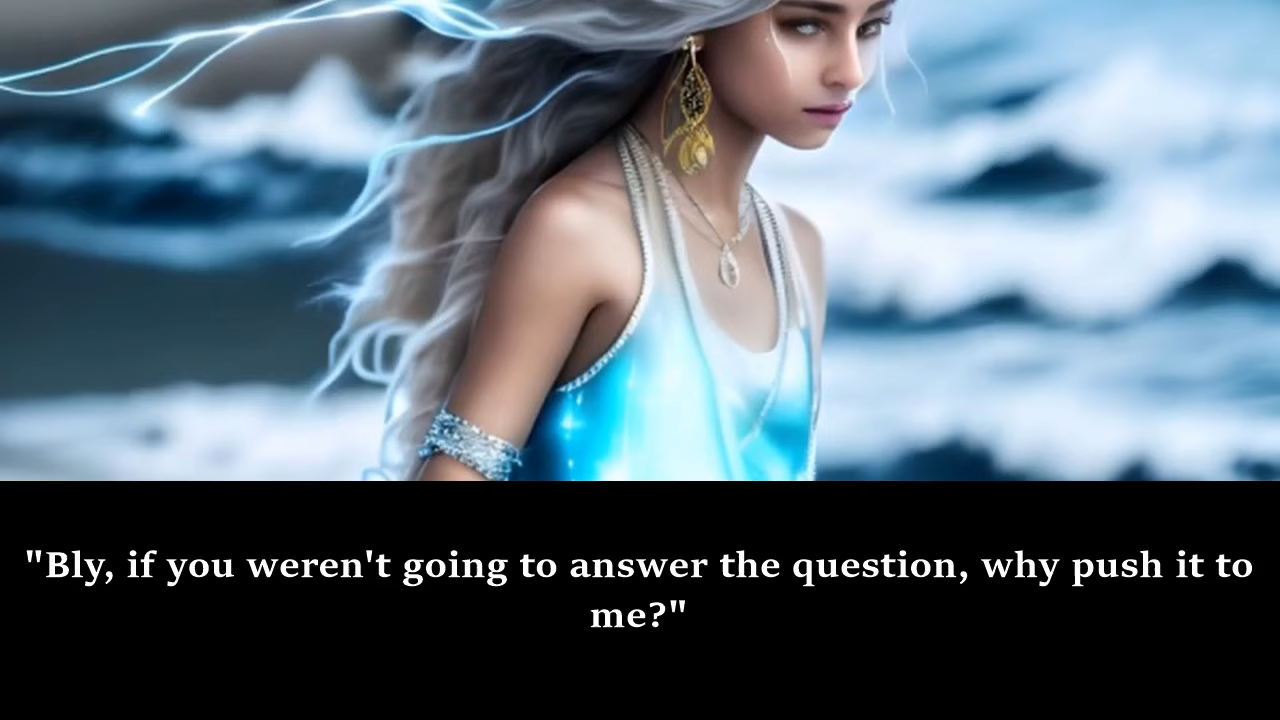 "Bly, if you weren't going to answer the question, why push it to
me?"